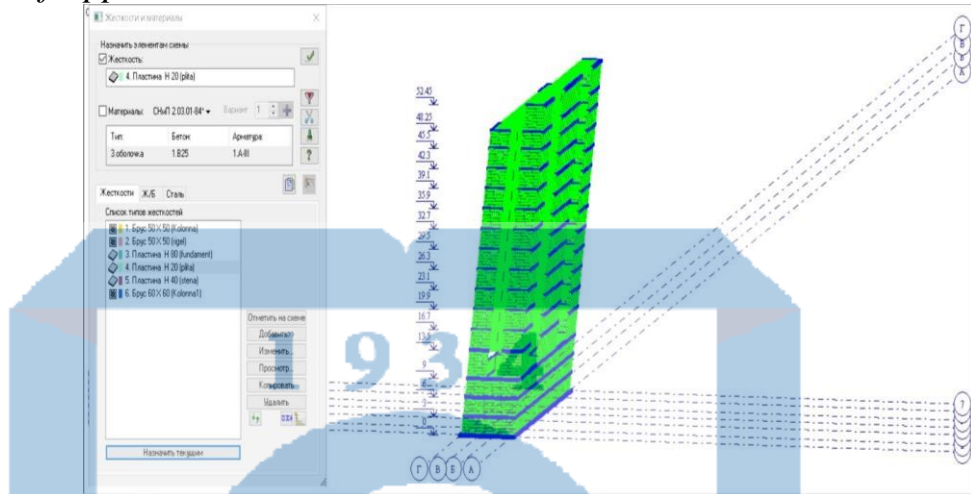 Жесткости и материалы
X
Назначить элементам схемы
Жесткость:
4. Пластина H 20 (plita)
Материалы: СНиП 2.03.01-84* Вариант 1
Тип: Бетон: Арматура:
3.оболочка 1.B25 1.A-III
?
Жесткости Ж/Б Сталь
Список типов жесткостей
1. Брус 50 X 50 (Kolonna)
2. Брус 50 X 50 (rigel)
3. Пластина H 80 (fundament)
4. Пластина H 20 (plita)
5. Пластина H 40 (stena)
6. Брус 60 X 60 (Kolonna1)
Отметить на схеме
Добавить>>
Изменить...
Просмотр...
Копировать
Удалить
Назначить текущим
52.45
48.25
45.5
42.3
39.1
35.9
32.7
29.5
26.3
23.1
19.9
16.7
13.5
9
6
0
Г
В
Б
А
7
Г В Б А
1934